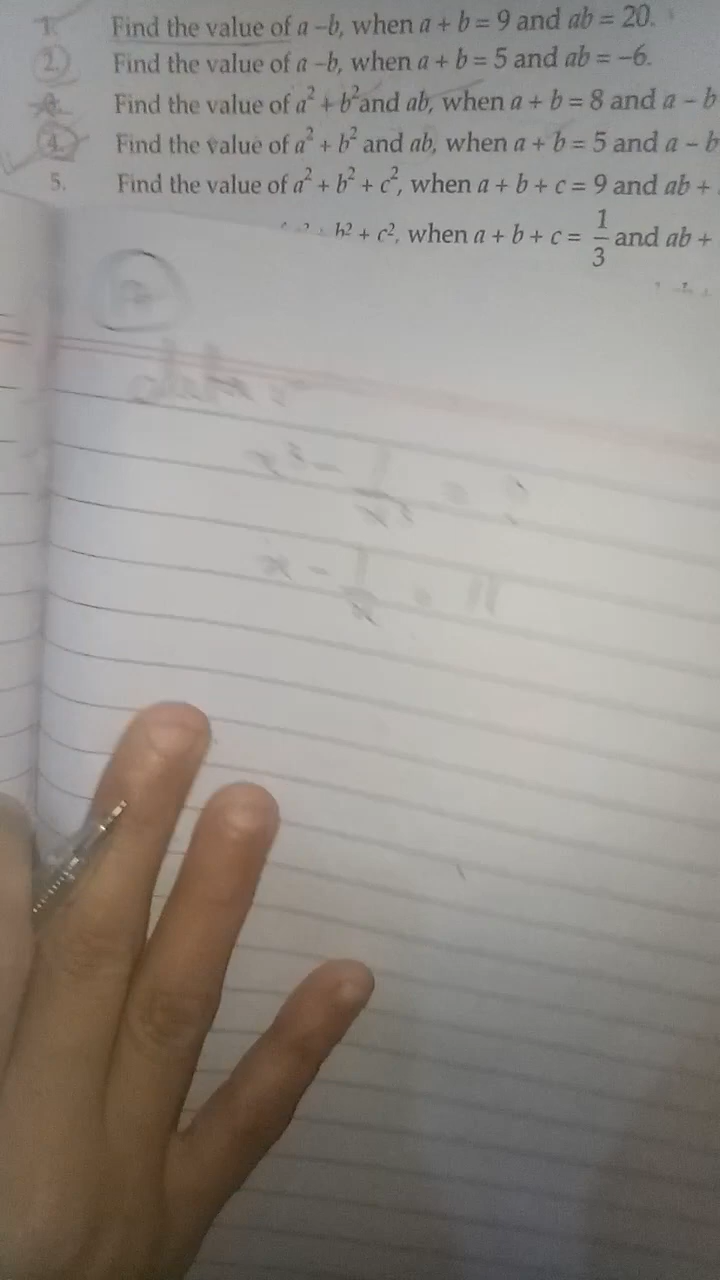 1. Find the value of a – b, when a + b = 9 and ab = 20.
2. Find the value of a – b, when a + b = 5 and ab = –6.
Find the value of a² + b² and ab, when a + b = 8 and a – b
4. Find the value of a² + b² and ab, when a + b = 5 and a – b
5. Find the value of a² + b² + c², when a + b + c = 9 and ab +
b² + c², when a + b + c = 1/3 and ab +